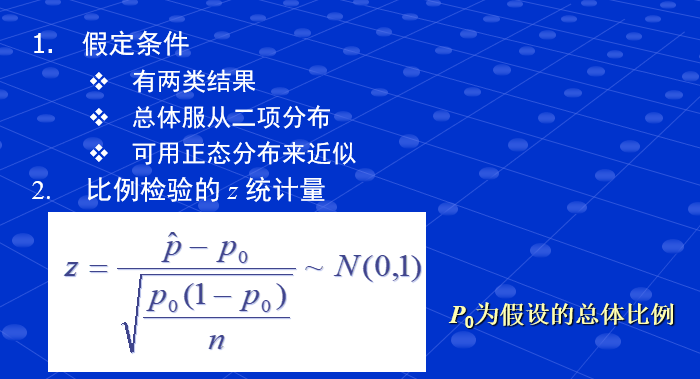 1. 假定条件
❖ 有两类结果
❖ 总体服从二项分布
❖ 可用正态分布来近似
2. 比例检验的 z 统计量
z = \frac{\hat{p} - p_0}{\sqrt{\frac{p_0(1 - p_0)}{n}}} ~ N(0,1)
P₀为假设的总体比例